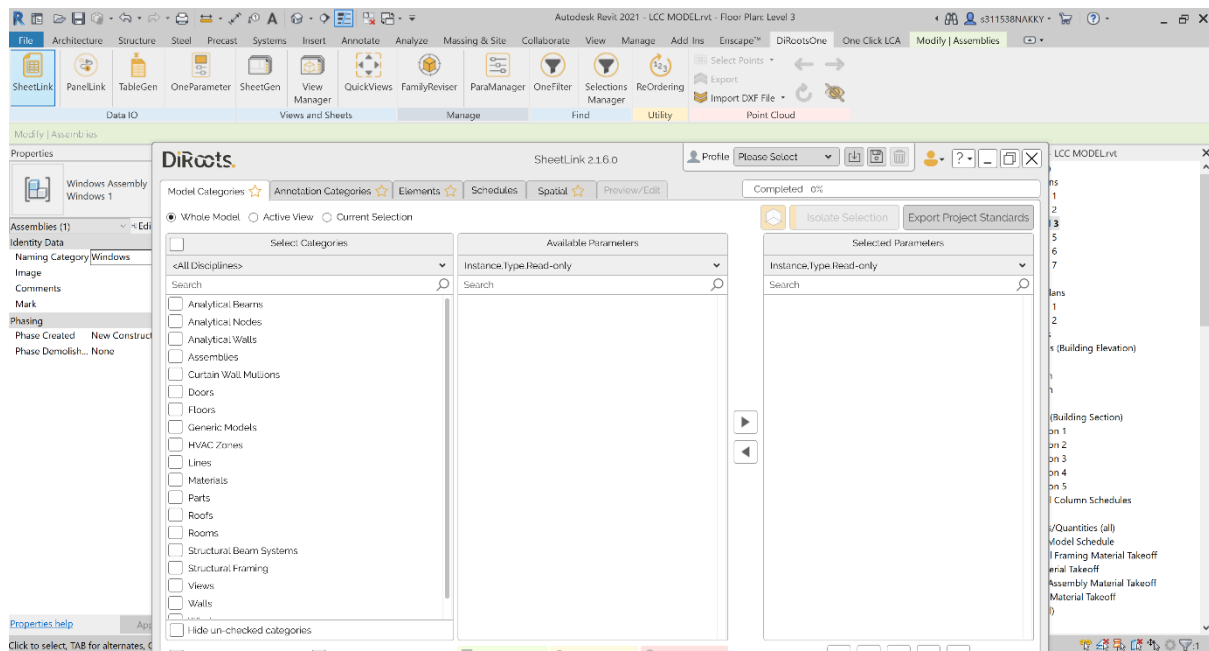 Autodesk Revit 2021 - LCC MODEL.rvt - Floor Plan: Level 3
s311538NAKKY
File Architecture Structure Steel Precast Systems Insert Annotate Analyze Massing & Site Collaborate View Manage Add Ins Enscape™ DiRootsOne One Click LCA Modify | Assemblies
SheetLink PanelLink TableGen OneParameter SheetGen View Manager QuickViews FamilyReviser ParaManager OneFilter Selections Manager ReOrdering
Select Points
Export
Import DXF File
Data IO Views and Sheets Manage Find Utility Point Cloud
Modify | Assemblies
Properties
LCC MODEL.rvt
DiRoots.
SheetLink 2.1.6.0
Profile Please Select
Windows Assembly
Windows 1
Model Categories Annotation Categories Elements Schedules Spatial Preview/Edit
Completed 0%
Whole Model Active View Current Selection
Isolate Selection Export Project Standards
Assemblies (1) Edi
Identity Data
Naming Category Windows
Image
Comments
Mark
Phasing
Phase Created New Construct
Phase Demolish... None
Select Categories Available Parameters Selected Parameters
<All Disciplines> Instance,Type,Read-only Instance,Type,Read-only
Search Search Search
Analytical Beams
Analytical Nodes
Analytical Walls
Assemblies
Curtain Wall Mullions
Doors
Floors
Generic Models
HVAC Zones
Lines
Materials
Parts
Roofs
Rooms
Structural Beam Systems
Structural Framing
Views
Walls
Hide un-checked categories
ns
1
2
3
5
6
7
lans
1
2
s (Building Elevation)
(Building Section)
on 1
on 2
on 3
on 4
on 5
l Column Schedules
s/Quantities (all)
Model Schedule
l Framing Material Takeoff
erial Takeoff
Assembly Material Takeoff
Material Takeoff
Properties help App
Click to select, TAB for alternates, C
:1